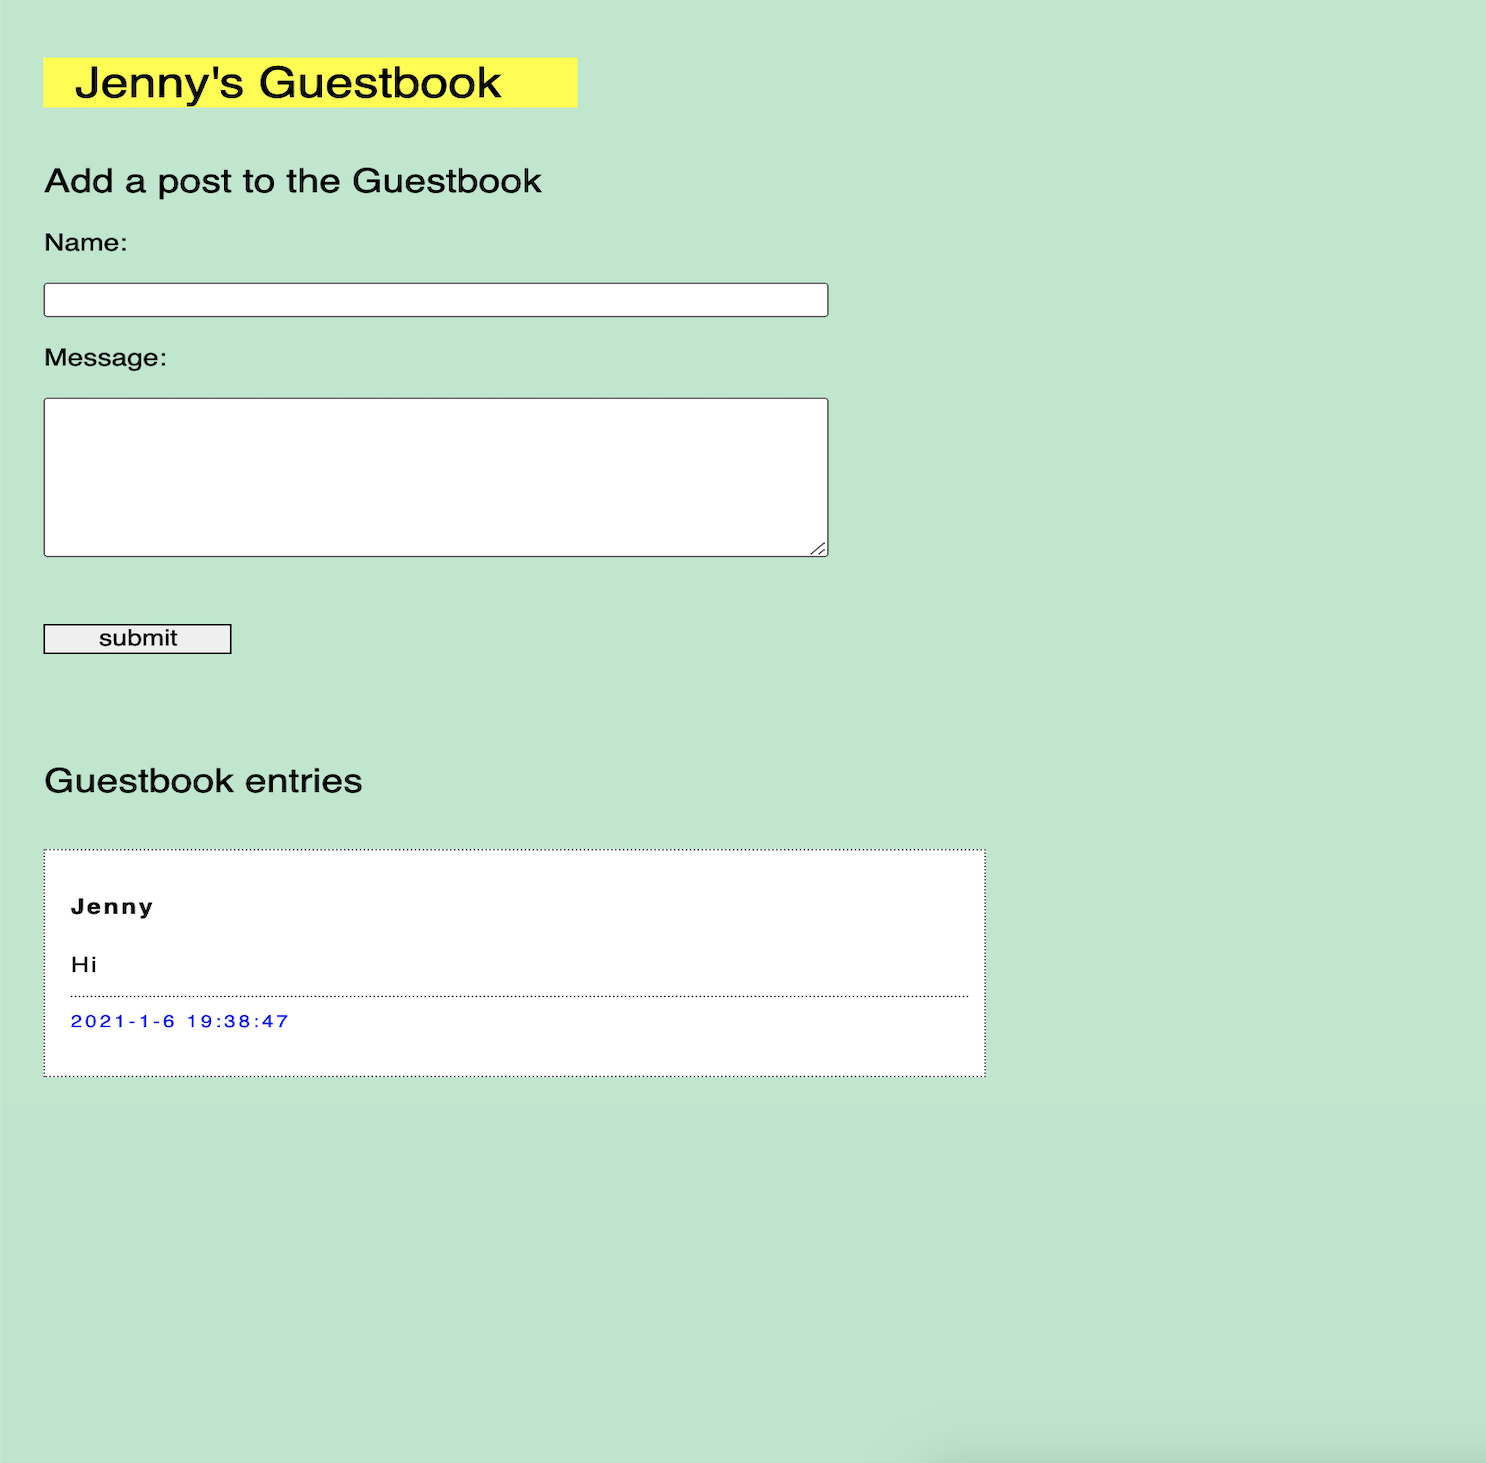 Jenny's Guestbook
Add a post to the Guestbook
Name:
Message:
submit
Guestbook entries
Jenny
Hi
2021-1-6 19:38:47